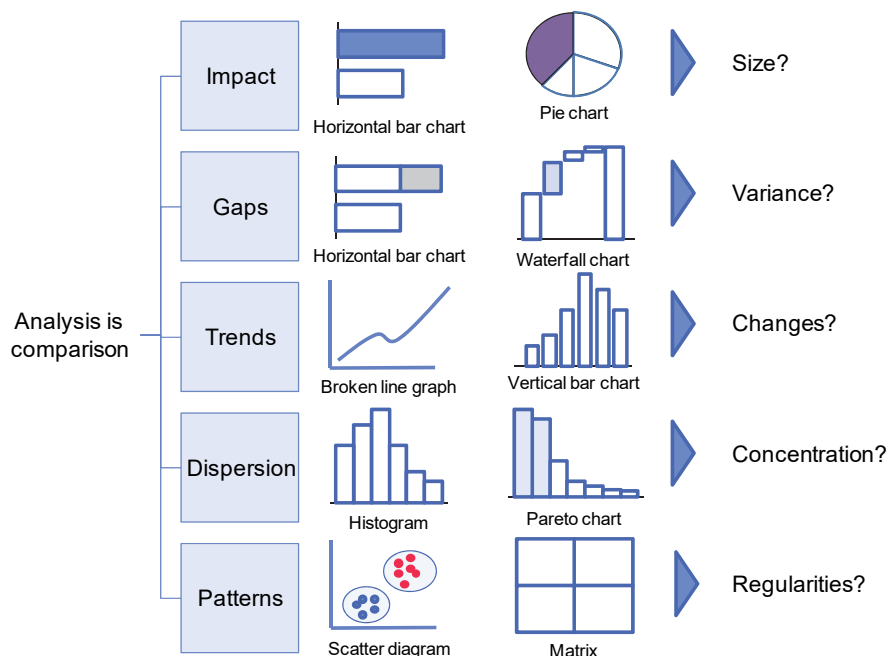 Analysis is
comparison
Impact
Horizontal bar chart
Pie chart
Size?
Gaps
Horizontal bar chart
Waterfall chart
Variance?
Trends
Broken line graph
Vertical bar chart
Changes?
Dispersion
Histogram
Pareto chart
Concentration?
Patterns
Scatter diagram
Matrix
Regularities?